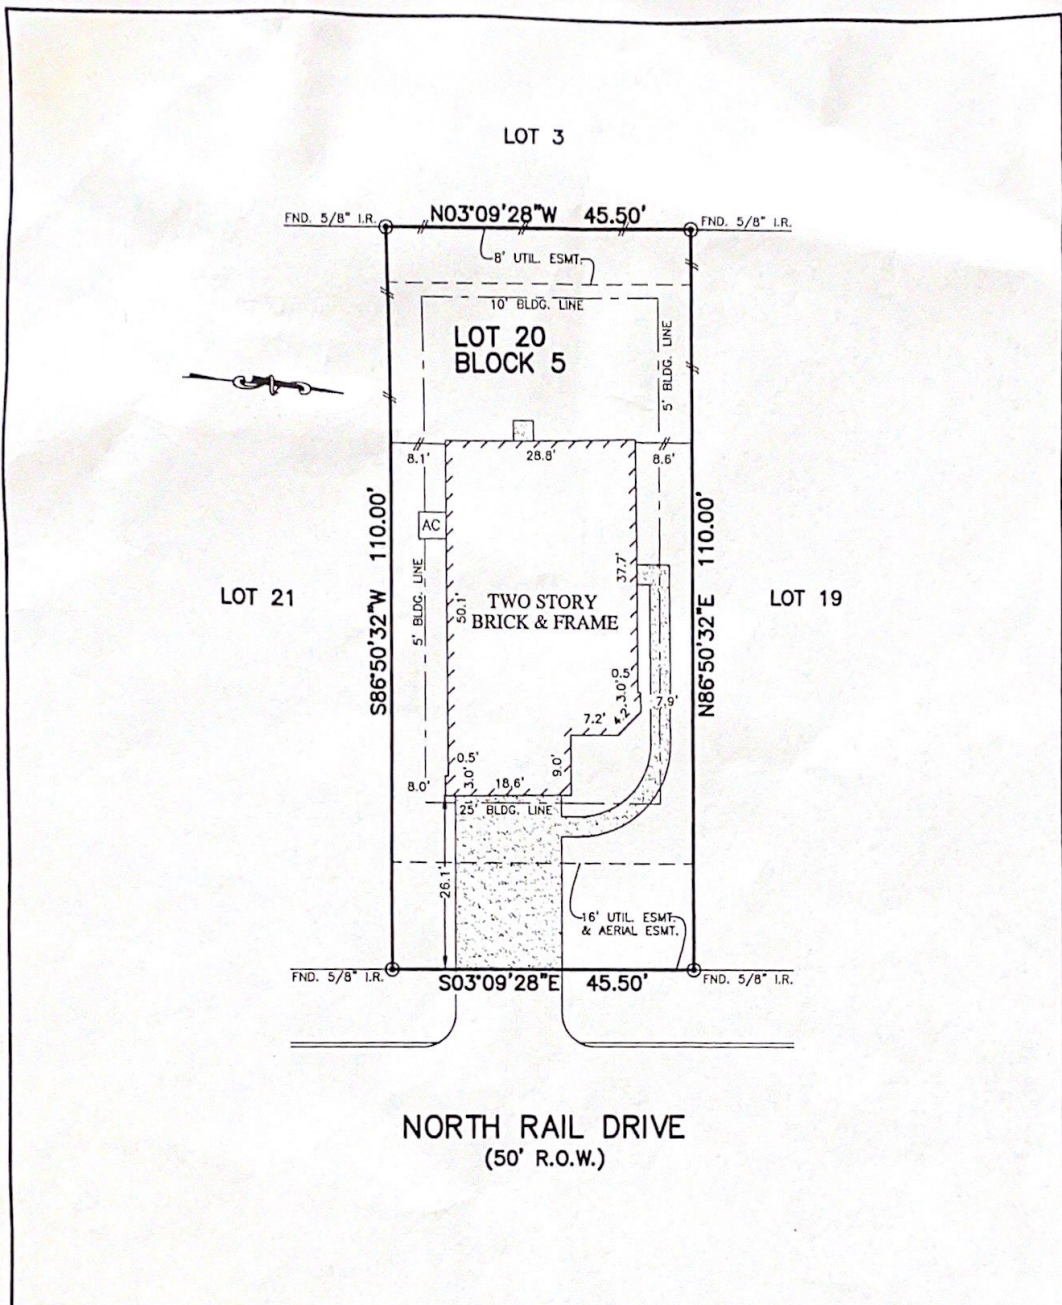 LOT 3
FND. 5/8" I.R.
N03°09'28"W 45.50'
FND. 5/8" I.R.
8' UTIL. ESMT.
10' BLDG. LINE
LOT 20
BLOCK 5
5' BLDG. LINE
8.1'
28.8'
8.6'
AC
S86°50'32"W 110.00'
N86°50'32"E 110.00'
5' BLDG. LINE
50.1'
37.7'
LOT 21
TWO STORY
BRICK & FRAME
LOT 19
0.5'
3.0'
4.2'
7.2'
7.9'
9.0'
0.5'
3.0'
18.6'
8.0'
25' BLDG. LINE
26.1'
16' UTIL. ESMT.
& AERIAL ESMT.
FND. 5/8" I.R.
S03°09'28"E 45.50'
FND. 5/8" I.R.
NORTH RAIL DRIVE
(50' R.O.W.)